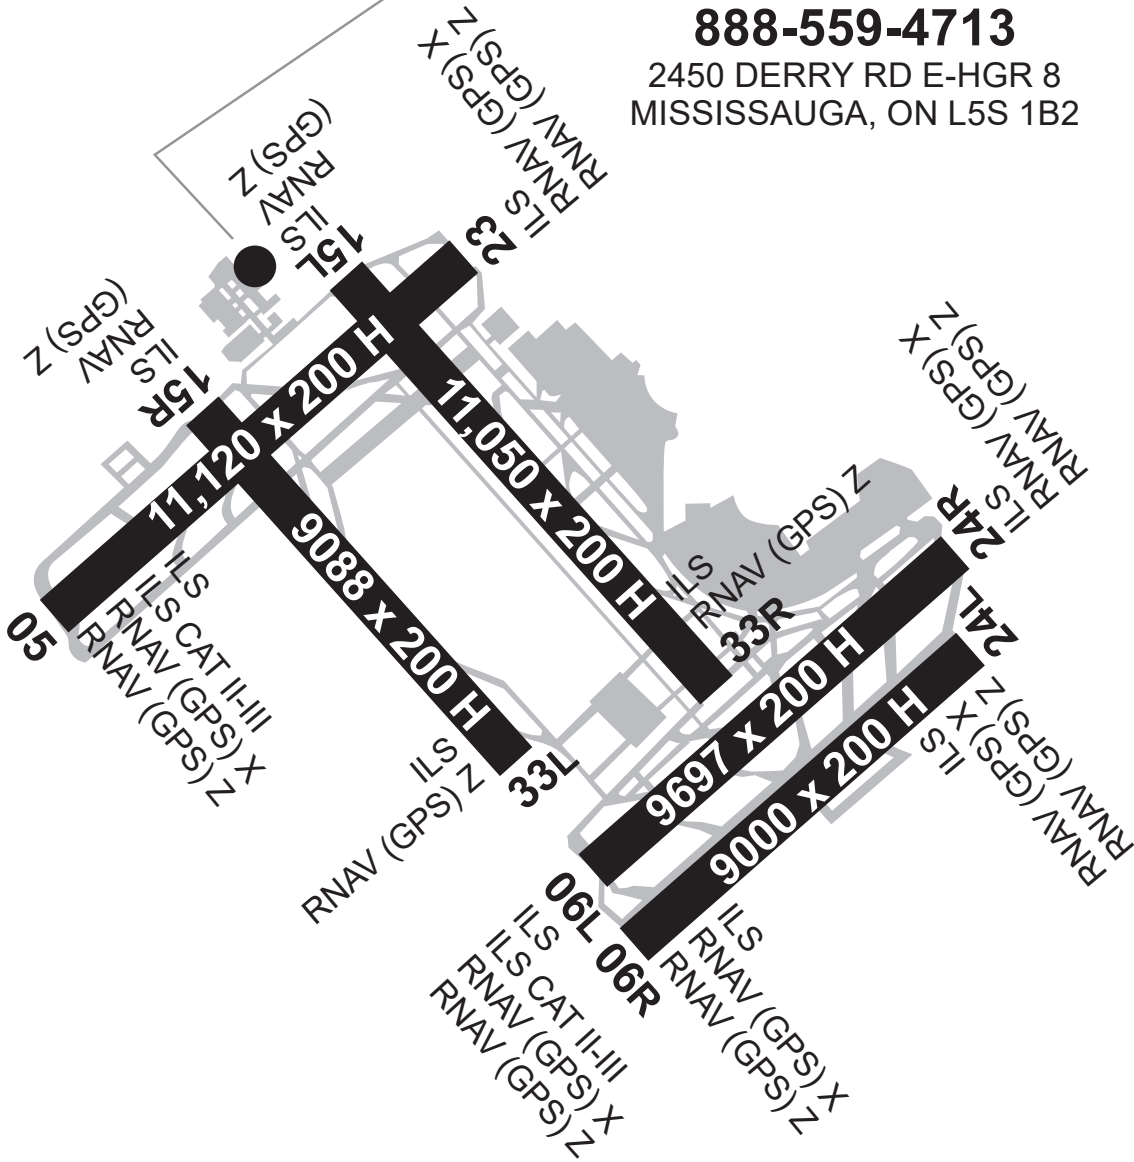 888-559-4713
2450 DERRY RD E-HGR 8
MISSISSAUGA, ON L5S 1B2
RNAV (GPS) Z
RNAV (GPS) X
ILS
23
ILS
RNAV
(GPS) Z
15L
ILS
RNAV
(GPS) Z
15R
11,120 x 200 H
11,050 x 200 H
9088 x 200 H
05
ILS
ILS CAT II-III
RNAV (GPS) X
RNAV (GPS) Z
RNAV (GPS) Z
RNAV (GPS) X
ILS
24R
ILS
RNAV (GPS) Z
33R
24L
ILS
RNAV (GPS) X
RNAV (GPS) Z
ILS
RNAV (GPS) Z
33L
9697 x 200 H
9000 x 200 H
06L
ILS
ILS CAT II-III
RNAV (GPS) X
RNAV (GPS) Z
06R
ILS
RNAV (GPS) X
RNAV (GPS) Z